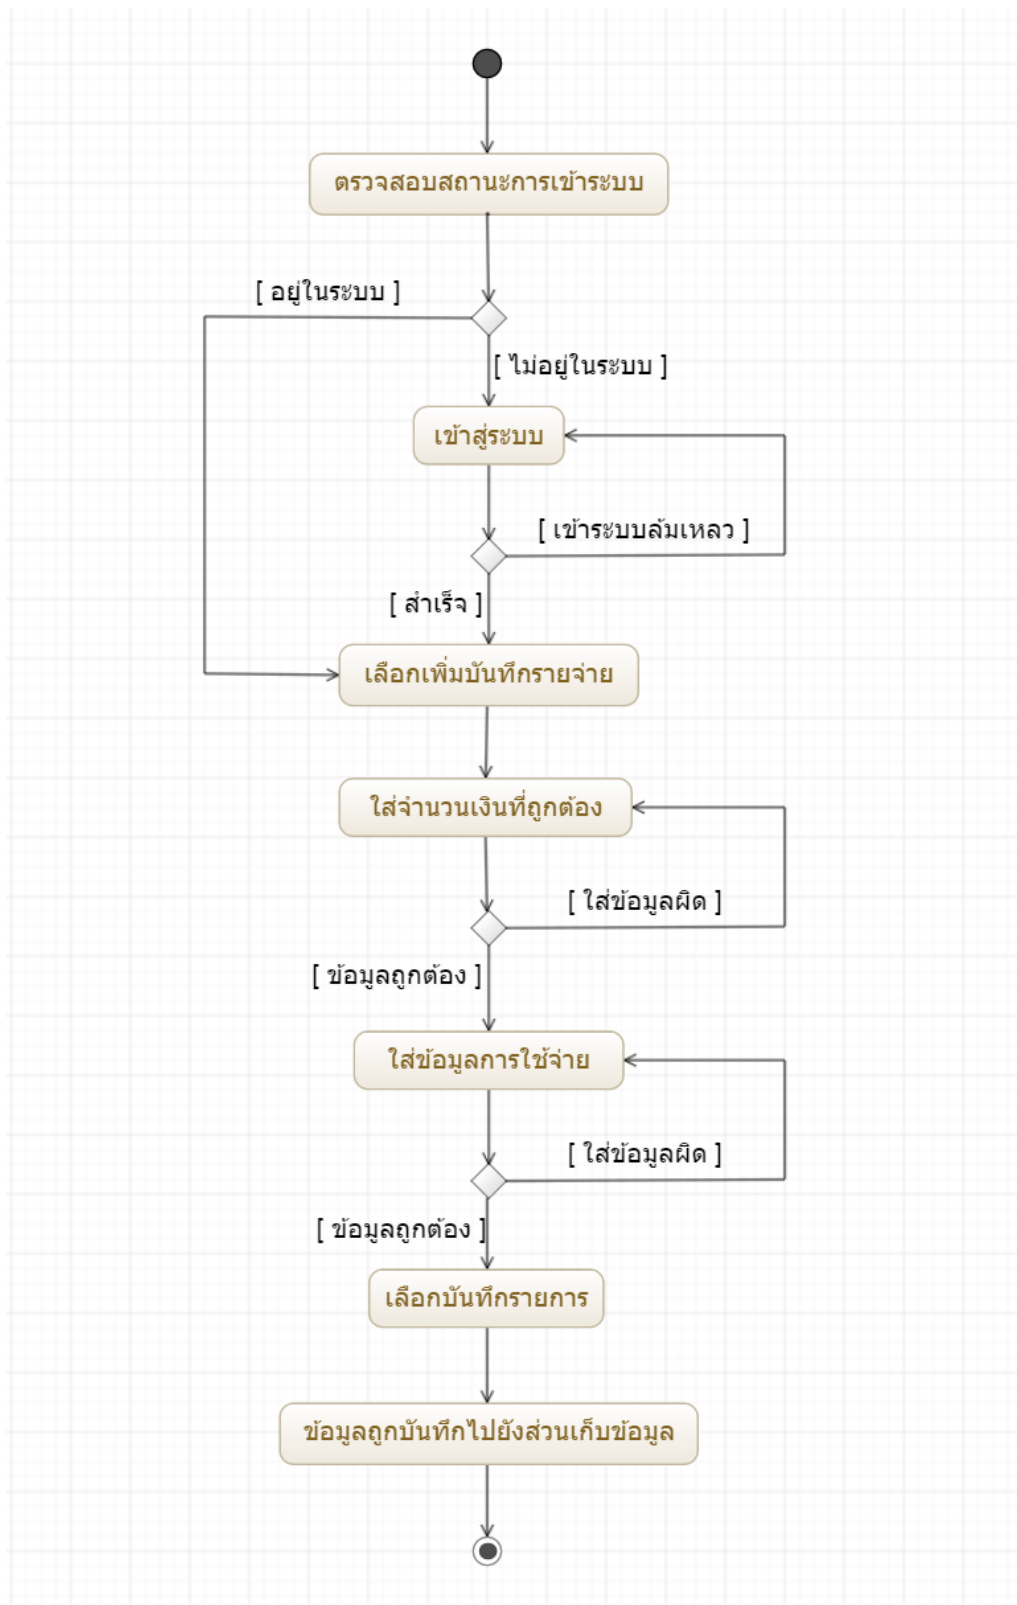 ตรวจสอบสถานะการเข้าระบบ
[ อยู่ในระบบ ]
[ ไม่อยู่ในระบบ ]
เข้าสู่ระบบ
[ เข้าระบบล้มเหลว ]
[ สำเร็จ ]
เลือกเพิ่มบันทึกรายจ่าย
ใส่จำนวนเงินที่ถูกต้อง
[ ใส่ข้อมูลผิด ]
[ ข้อมูลถูกต้อง ]
ใส่ข้อมูลการใช้จ่าย
[ ใส่ข้อมูลผิด ]
[ ข้อมูลถูกต้อง ]
เลือกบันทึกรายการ
ข้อมูลถูกบันทึกไปยังส่วนเก็บข้อมูล